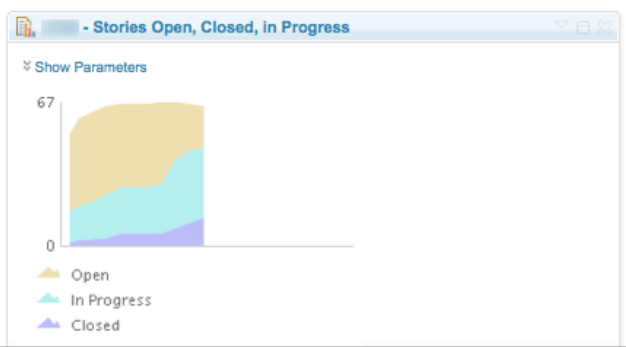 - Stories Open, Closed, in Progress
Show Parameters
67
0
Open
In Progress
Closed